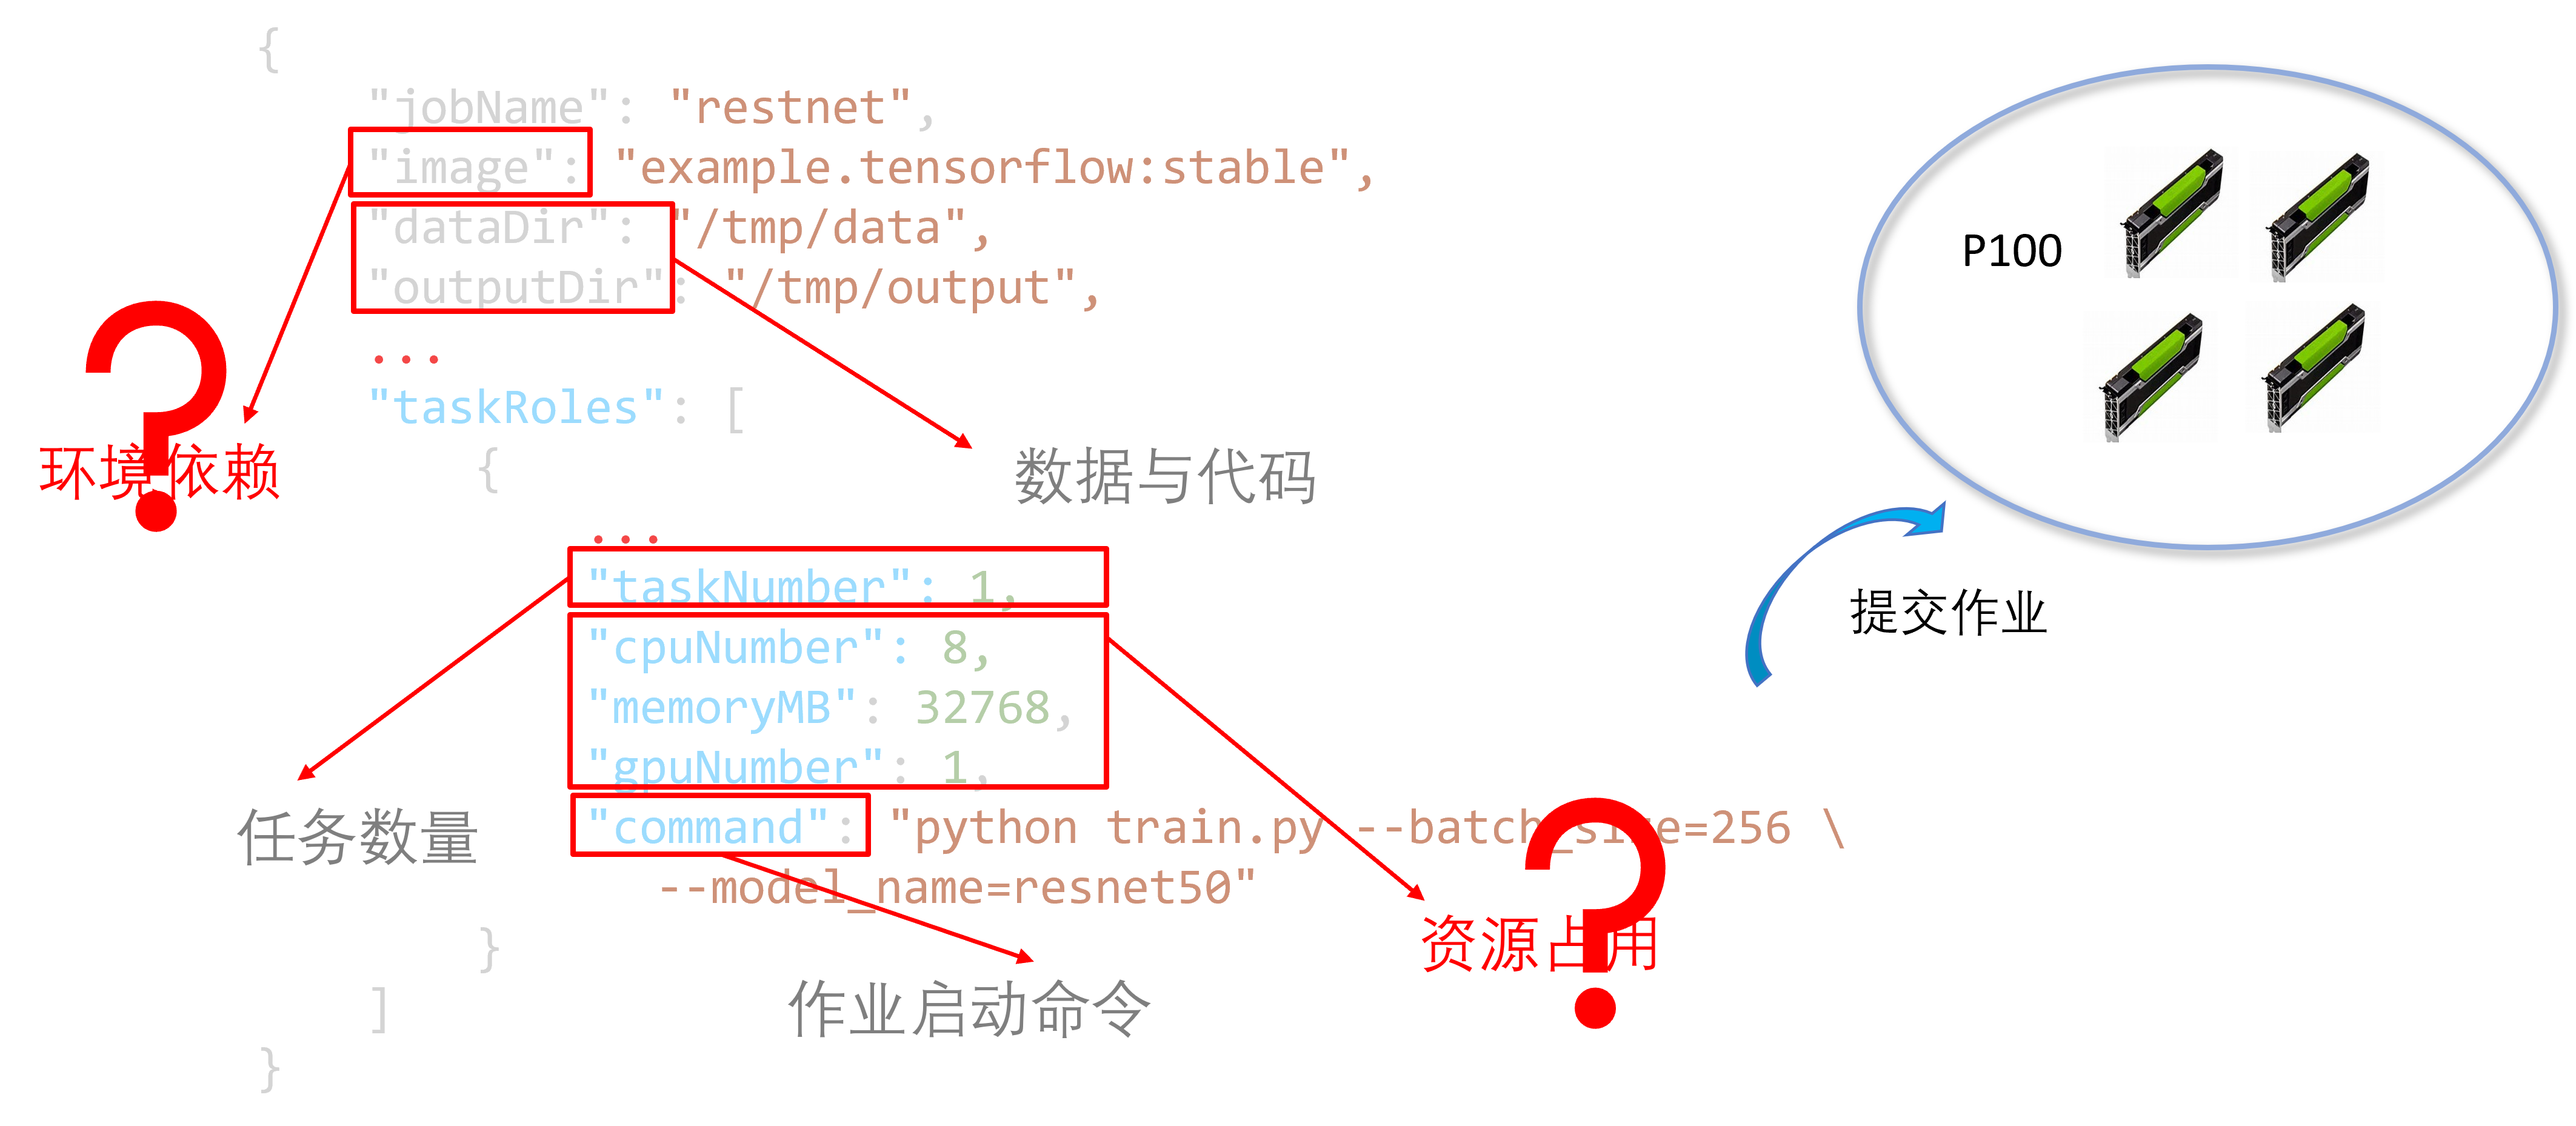 {
"jobName": "restnet",
"image": "example.tensorflow:stable",
"dataDir": "/tmp/data",
"outputDir": "/tmp/output",
...
"taskRoles": [
{
...
"taskNumber": 1,
"cpuNumber": 8,
"memoryMB": 32768,
"gpuNumber": 1,
"command": "python train.py --batch_size=256 \
--model_name=resnet50"
}
]
}
?
环境依赖
数据与代码
任务数量
作业启动命令
?
资源占用
P100
提交作业